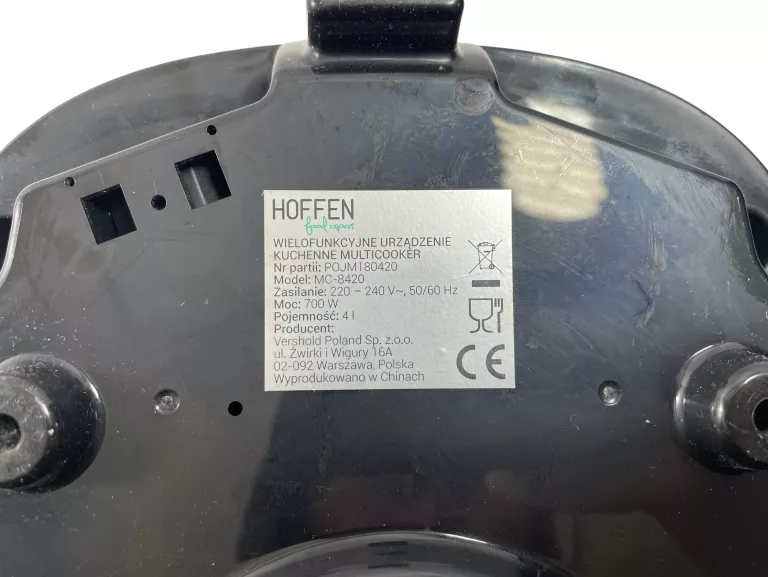 HOFFEN
food expert
WIELOFUNKCYJNE URZĄDZENIE
KUCHENNE MULTICOOKER
Nr partii: POJM180420
Model: MC-8420
Zasilanie: 220 – 240 V~, 50/60 Hz
Moc: 700 W
Pojemność: 4 l
Producent:
Vershold Poland Sp. z.o.o.
ul. Żwirki i Wigury 16A
02-092 Warszawa, Polska
Wyprodukowano w Chinach
CE